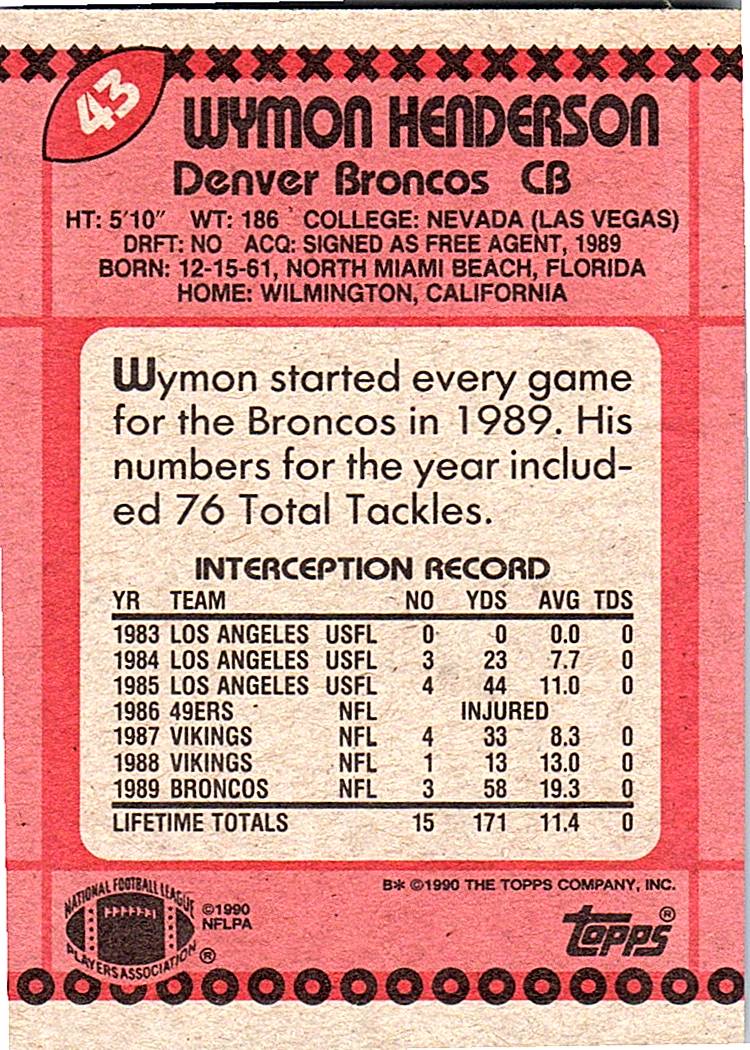 43
WYMON HENDERSON
Denver Broncos CB
HT: 5'10" WT: 186 COLLEGE: NEVADA (LAS VEGAS)
DRFT: NO ACQ: SIGNED AS FREE AGENT, 1989
BORN: 12-15-61, NORTH MIAMI BEACH, FLORIDA
HOME: WILMINGTON, CALIFORNIA
Wymon started every game
for the Broncos in 1989. His
numbers for the year includ-
ed 76 Total Tackles.
INTERCEPTION RECORD
YR TEAM NO YDS AVG TDS
1983 LOS ANGELES USFL 0 0 0.0 0
1984 LOS ANGELES USFL 3 23 7.7 0
1985 LOS ANGELES USFL 4 44 11.0 0
1986 49ERS NFL INJURED
1987 VIKINGS NFL 4 33 8.3 0
1988 VIKINGS NFL 1 13 13.0 0
1989 BRONCOS NFL 3 58 19.3 0
LIFETIME TOTALS 15 171 11.4 0
B* ©1990 THE TOPPS COMPANY, INC.
NATIONAL FOOTBALL LEAGUE
PLAYERS ASSOCIATION ®
©1990
NFLPA
topps®